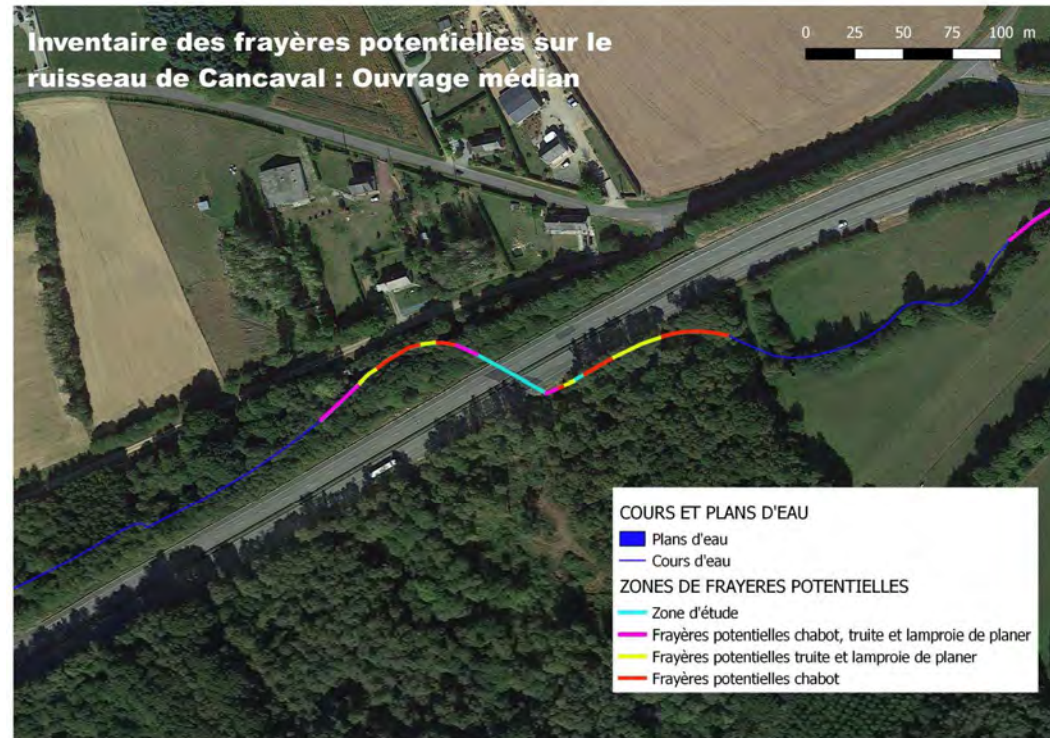 Inventaire des frayères potentielles sur le
ruisseau de Cancaval : Ouvrage médian
0 25 50 75 100 m
COURS ET PLANS D'EAU
Plans d'eau
Cours d'eau
ZONES DE FRAYERES POTENTIELLES
Zone d'étude
Frayères potentielles chabot, truite et lamproie de planer
Frayères potentielles truite et lamproie de planer
Frayères potentielles chabot